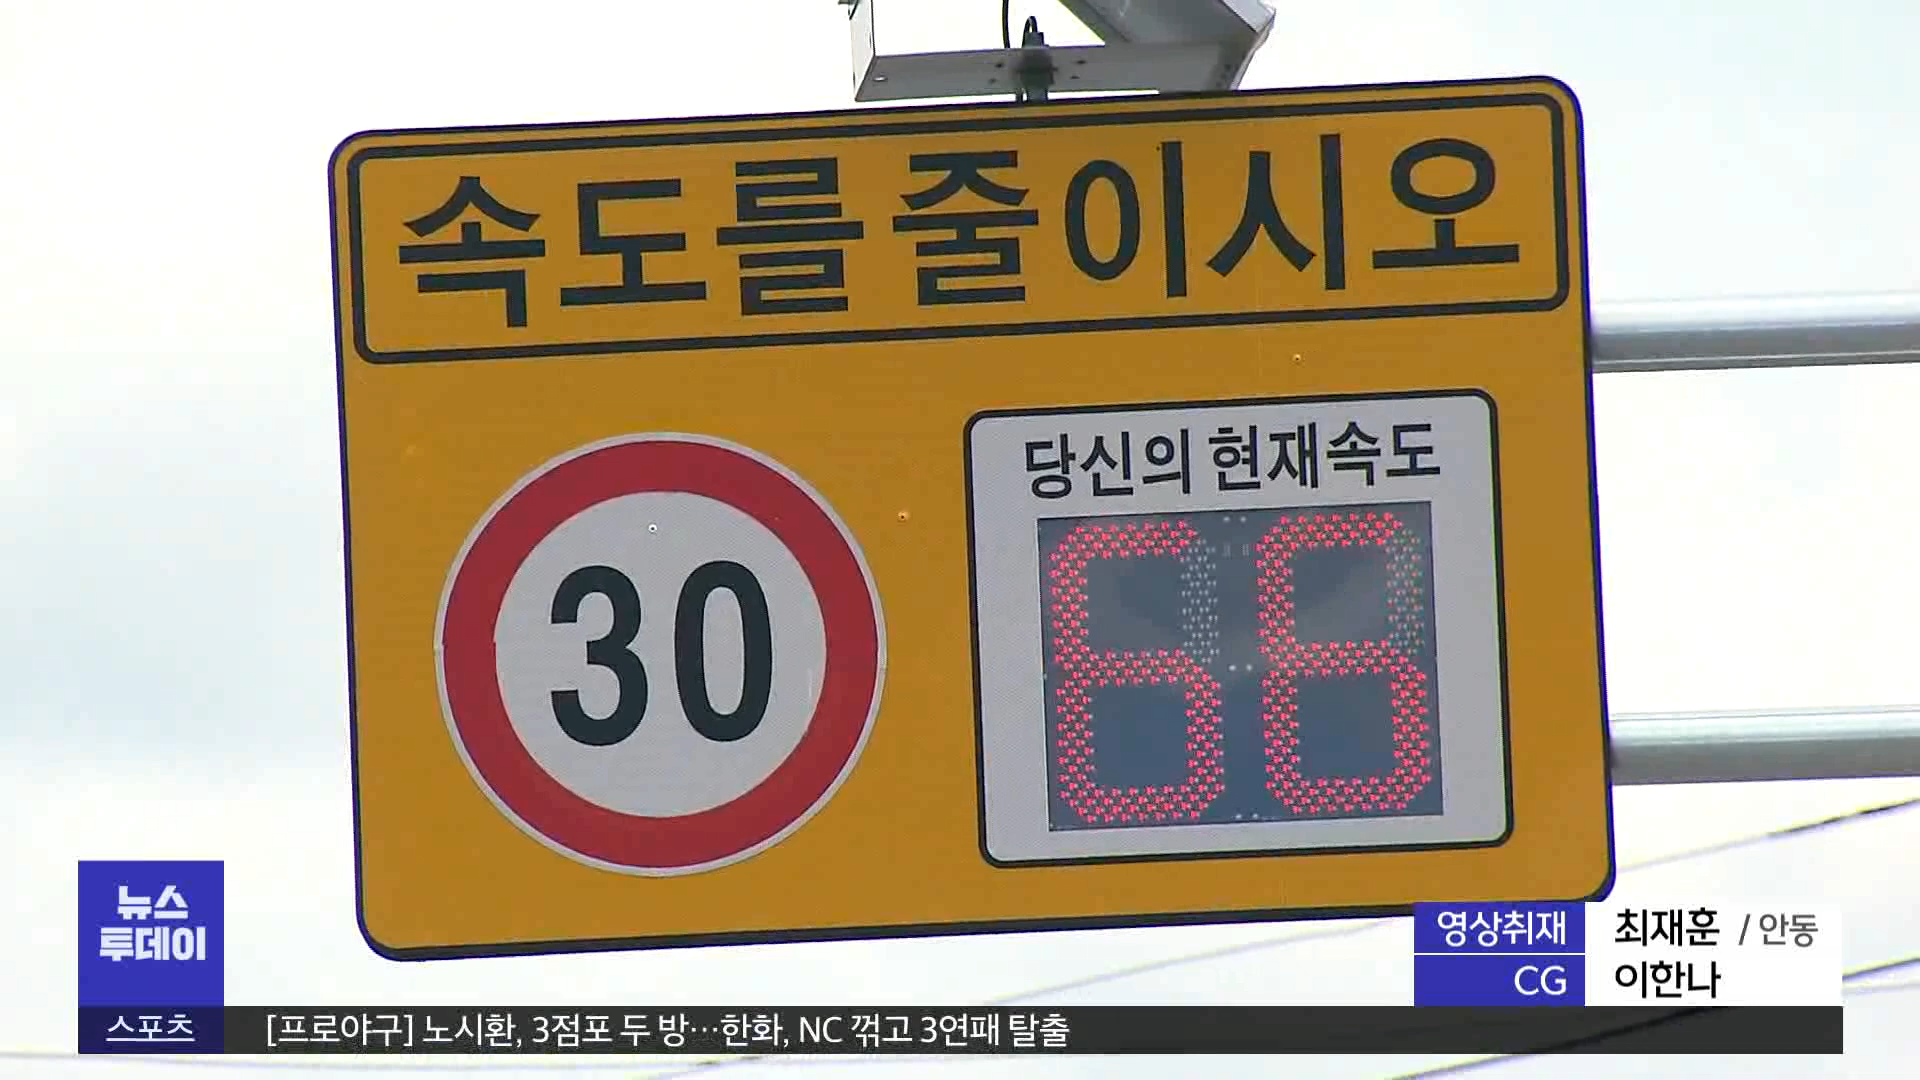 속도를 줄이시오
30
당신의 현재속도
66
뉴스
투데이
영상취재 최재훈 / 안동
CG 이한나
스포츠 [프로야구] 노시환, 3점포 두 방…한화, NC 꺾고 3연패 탈출